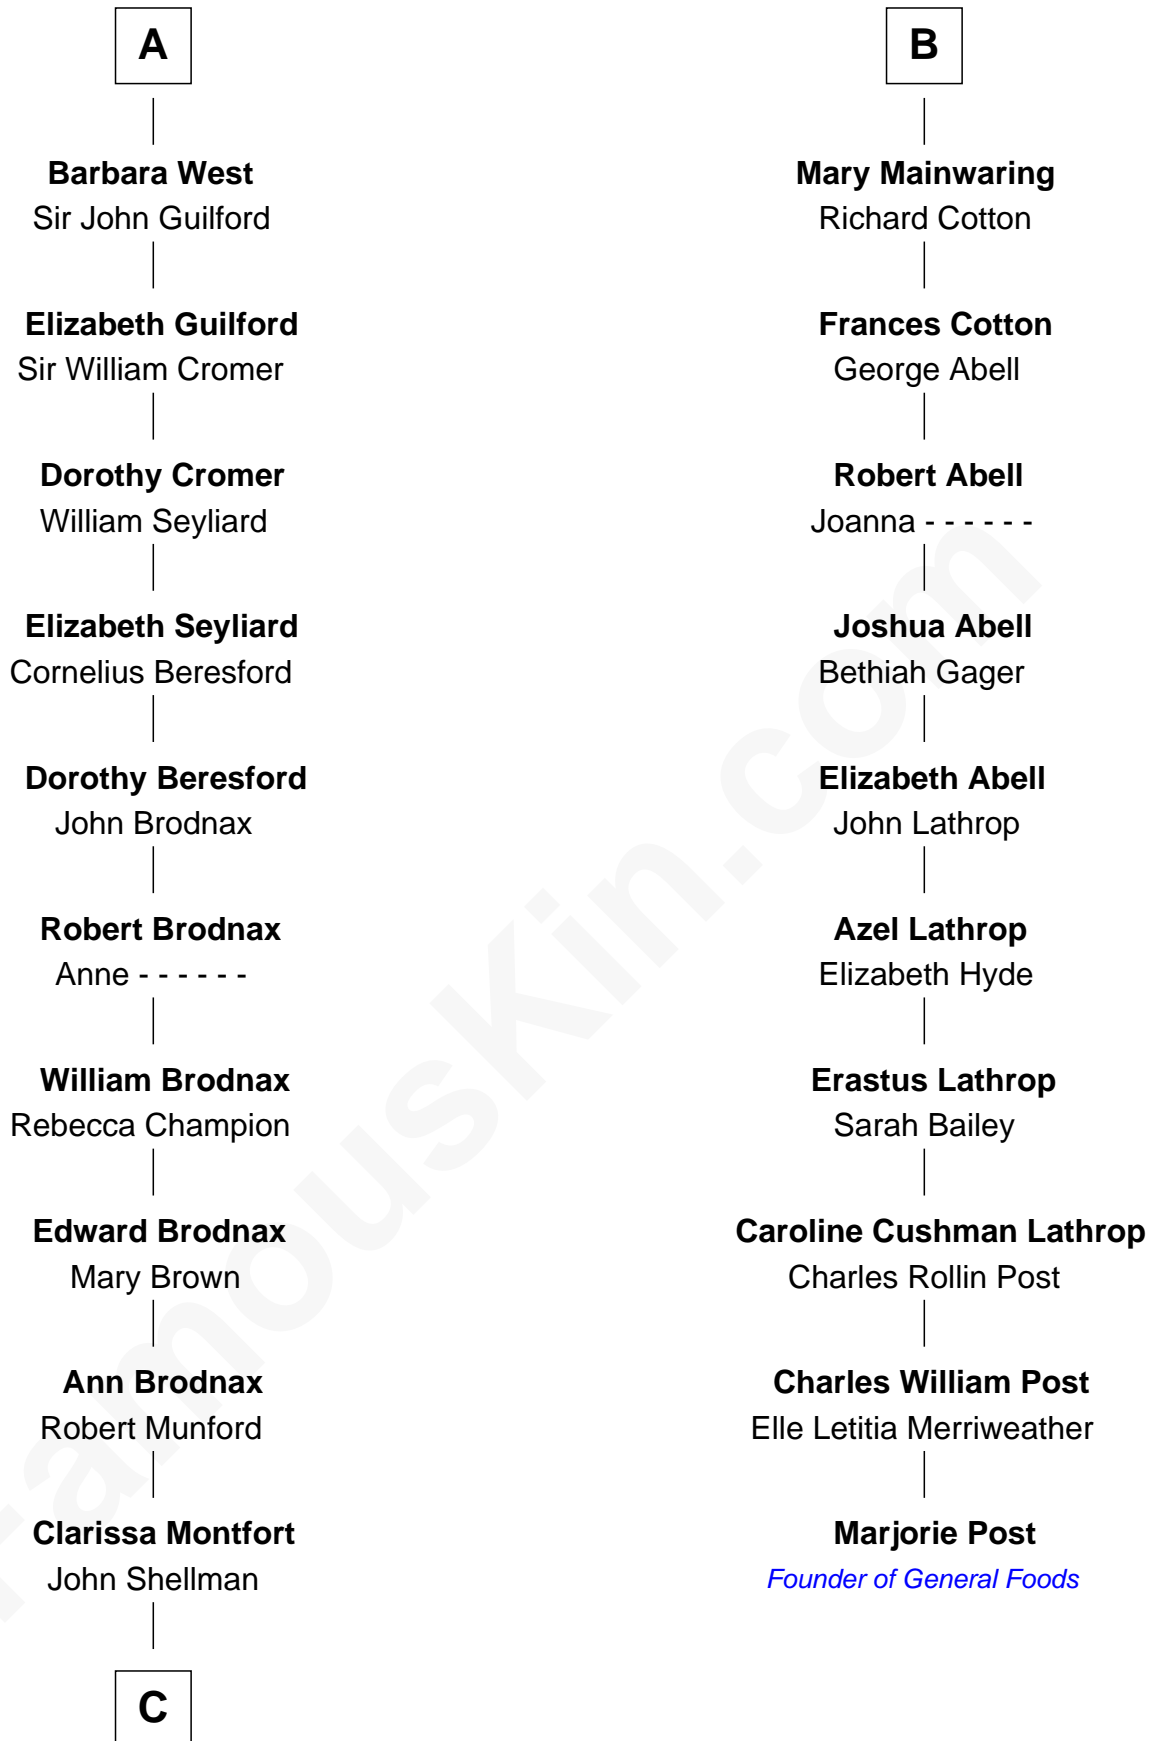 A
Barbara West
Sir John Guilford
Elizabeth Guilford
Sir William Cromer
Dorothy Cromer
William Seyliard
Elizabeth Seyliard
Cornelius Beresford
Dorothy Beresford
John Brodnax
Robert Brodnax
Anne - - - - - -
William Brodnax
Rebecca Champion
Edward Brodnax
Mary Brown
Ann Brodnax
Robert Munford
Clarissa Montfort
John Shellman
C
B
Mary Mainwaring
Richard Cotton
Frances Cotton
George Abell
Robert Abell
Joanna - - - - - -
Joshua Abell
Bethiah Gager
Elizabeth Abell
John Lathrop
Azel Lathrop
Elizabeth Hyde
Erastus Lathrop
Sarah Bailey
Caroline Cushman Lathrop
Charles Rollin Post
Charles William Post
Elle Letitia Merriweather
Marjorie Post
Founder of General Foods
FamousKin.com